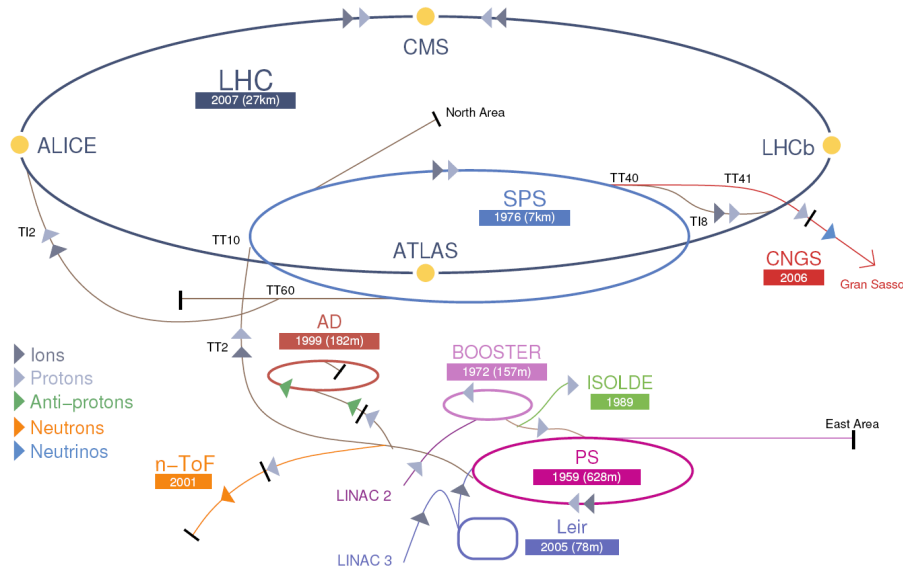 CMS
LHC
2007 (27km)
North Area
ALICE
LHCb
TT40
TT41
SPS
1976 (7km)
TI8
TI2
TT10
ATLAS
CNGS
2006
Gran Sasso
TT60
AD
1999 (182m)
TT2
BOOSTER
1972 (157m)
ISOLDE
1989
Ions
Protons
Anti-protons
Neutrons
Neutrinos
East Area
n-ToF
2001
PS
1959 (628m)
LINAC 2
Leir
2005 (78m)
LINAC 3